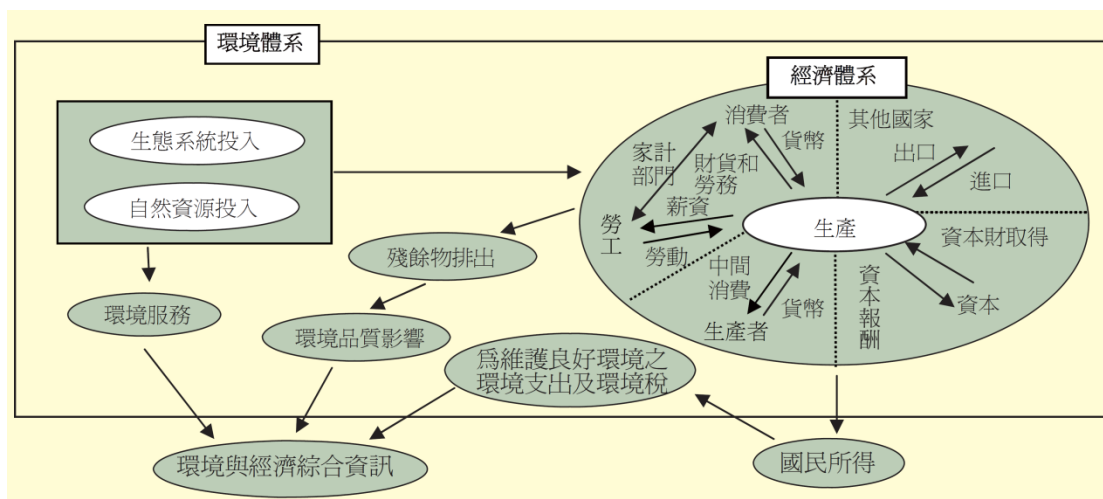 環境體系
經濟體系
生態系統投入
自然資源投入
消費者
貨幣
其他國家
出口
進口
家計
部門
財貨和
勞務
薪資
勞工
勞動
生產
資本財取得
資本
資本報酬
中間
消費
貨幣
生產者
殘餘物排出
環境服務
環境品質影響
為維護良好環境之
環境支出及環境稅
環境與經濟綜合資訊
國民所得